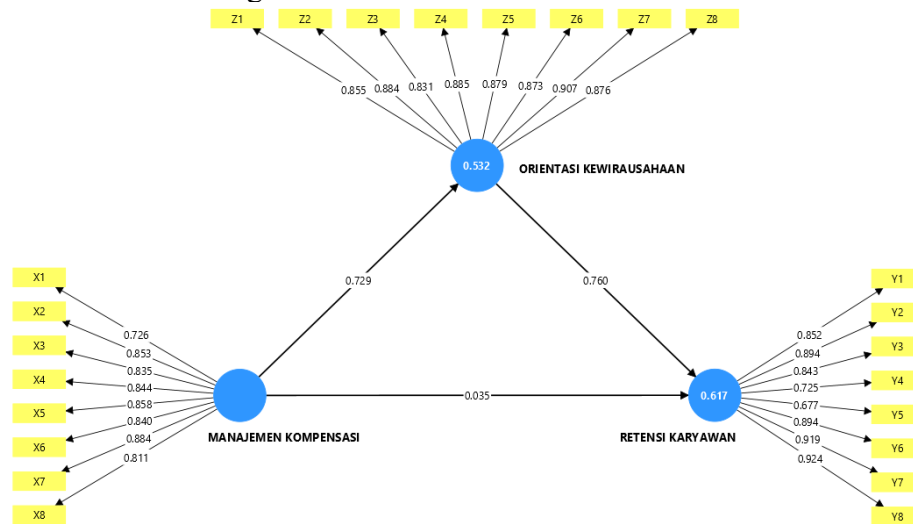 Z1 Z2 Z3 Z4 Z5 Z6 Z7 Z8
0.855 0.884 0.831 0.885 0.879 0.873 0.907 0.876
0.532
ORIENTASI KEWIRAUSAHAAN
0.729
0.760
X1
X2
X3
X4
X5
X6
X7
X8
0.726
0.853
0.835
0.844
0.858
0.840
0.884
0.811
MANAJEMEN KOMPENSASI
0.035
0.617
RETENSI KARYAWAN
0.852
0.894
0.843
0.725
0.677
0.894
0.919
0.924
Y1
Y2
Y3
Y4
Y5
Y6
Y7
Y8